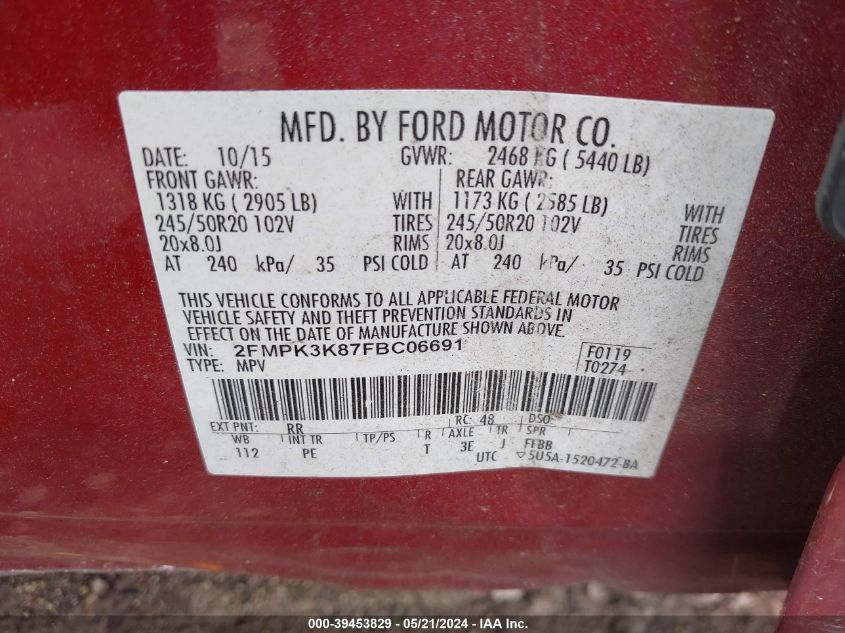 MFD. BY FORD MOTOR CO.
DATE: 10/15 GVWR: 2468 KG ( 5440 LB)
FRONT GAWR: REAR GAWR:
1318 KG ( 2905 LB) WITH 1173 KG ( 2585 LB) WITH
245/50R20 102V TIRES 245/50R20 102V TIRES
20x8.0J RIMS 20x8.0J RIMS
AT 240 kPa/ 35 PSI COLD AT 240 kPa/ 35 PSI COLD
THIS VEHICLE CONFORMS TO ALL APPLICABLE FEDERAL MOTOR
VEHICLE SAFETY AND THEFT PREVENTION STANDARDS IN
EFFECT ON THE DATE OF MANUFACTURE SHOWN ABOVE.
VIN: 2FMPK3K87FBC06691 F0119
TYPE: MPV T0274
EXT PNT: RR RC: 48 DSO:
WB INT TR TP/PS R AXLE TR SPR
112 PE T 3E J FFBB
UTC ▽5U5A-1520472-BA
000-39453829 - 05/21/2024 - WWW.IAAI.COM